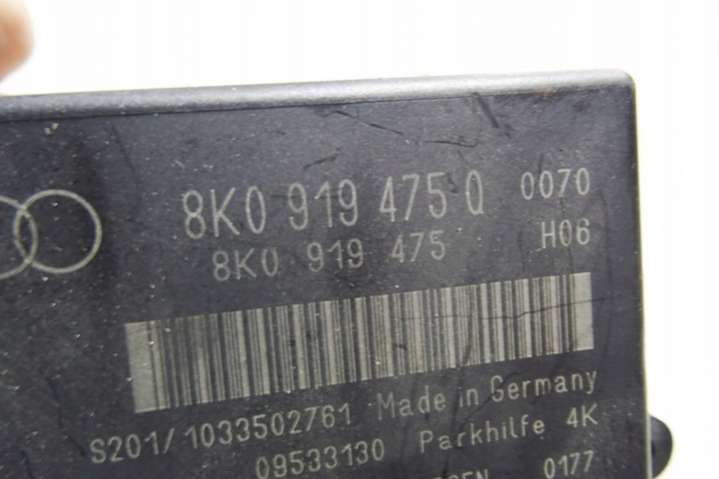 8K0 919 475 Q 0070
8K0 919 475 H06
S201/1033502761 Made in Germany
09533130 Parkhilfe 4K
0177